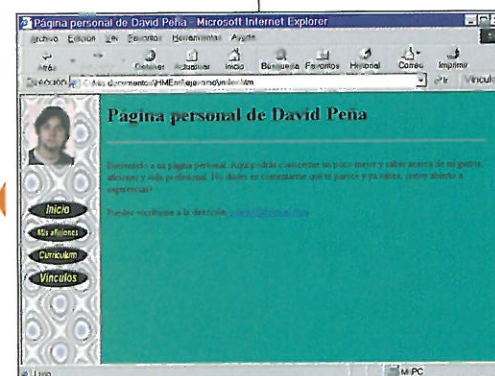 Página personal de David Peña - Microsoft Internet Explorer
Archivo Edición Ver Favoritos Herramientas Ayuda
Atrás Detener Actualizar Inicio Búsqueda Favoritos Historial Correo Imprimir
Dirección Ir Vínculos
Página personal de David Peña
Bienvenido a mi página personal. Aquí podrás conocerme un poco mejor y saber acerca de mi gustos,
aficiones y vida profesional. No dudes en comentarme qué te parece y ya sabes, ¡estoy abierto a
sugerencias!
Puedes escribirme a la dirección
Inicio
Mis aficiones
Curriculum
Vínculos
Listo
Mi PC